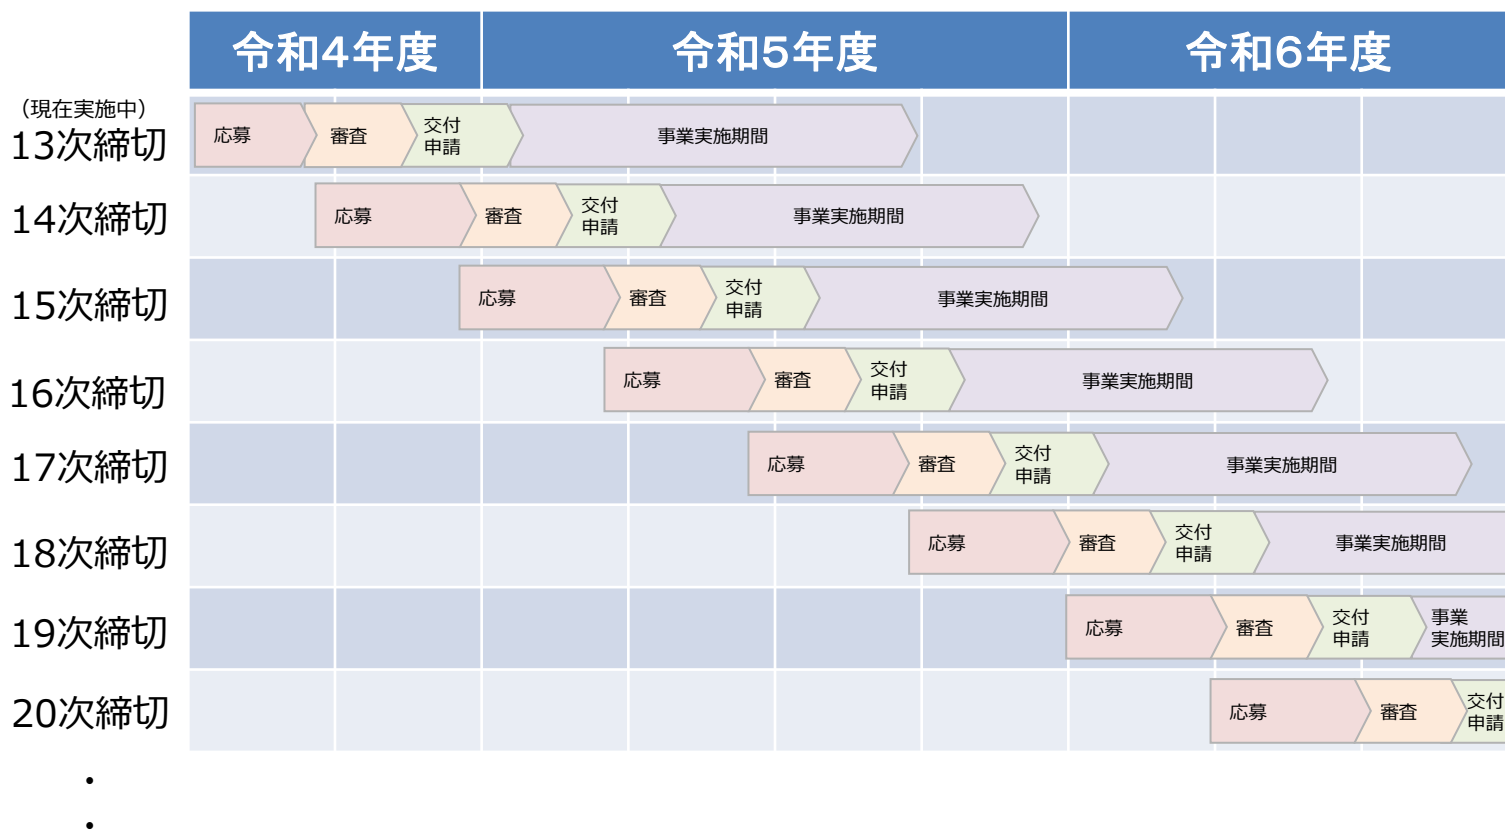 令和4年度 令和5年度 令和6年度
（現在実施中）
13次締切 応募 審査 交付 事業実施期間
申請
14次締切 応募 審査 交付 事業実施期間
申請
15次締切 応募 審査 交付 事業実施期間
申請
16次締切 応募 審査 交付 事業実施期間
申請
17次締切 応募 審査 交付 事業実施期間
申請
18次締切 応募 審査 交付 事業実施期間
申請
19次締切 応募 審査 交付 事業
申請 実施期間
20次締切 応募 審査 交付
申請
・
・